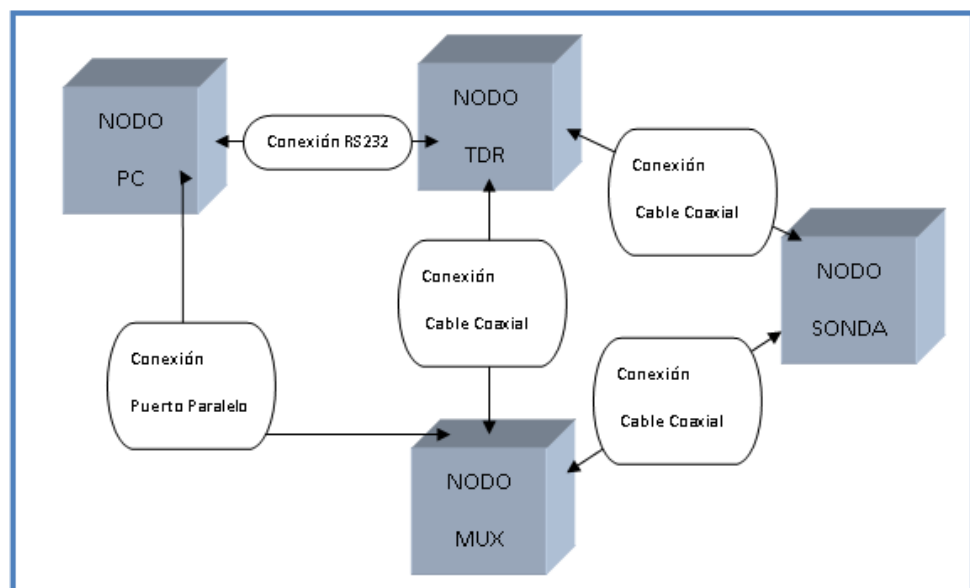 NODO
PC
Conexión RS232
NODO
TDR
Conexión
Cable Coaxial
NODO
SONDA
Conexión
Cable Coaxial
Conexión
Puerto Paralelo
Conexión
Cable Coaxial
NODO
MUX